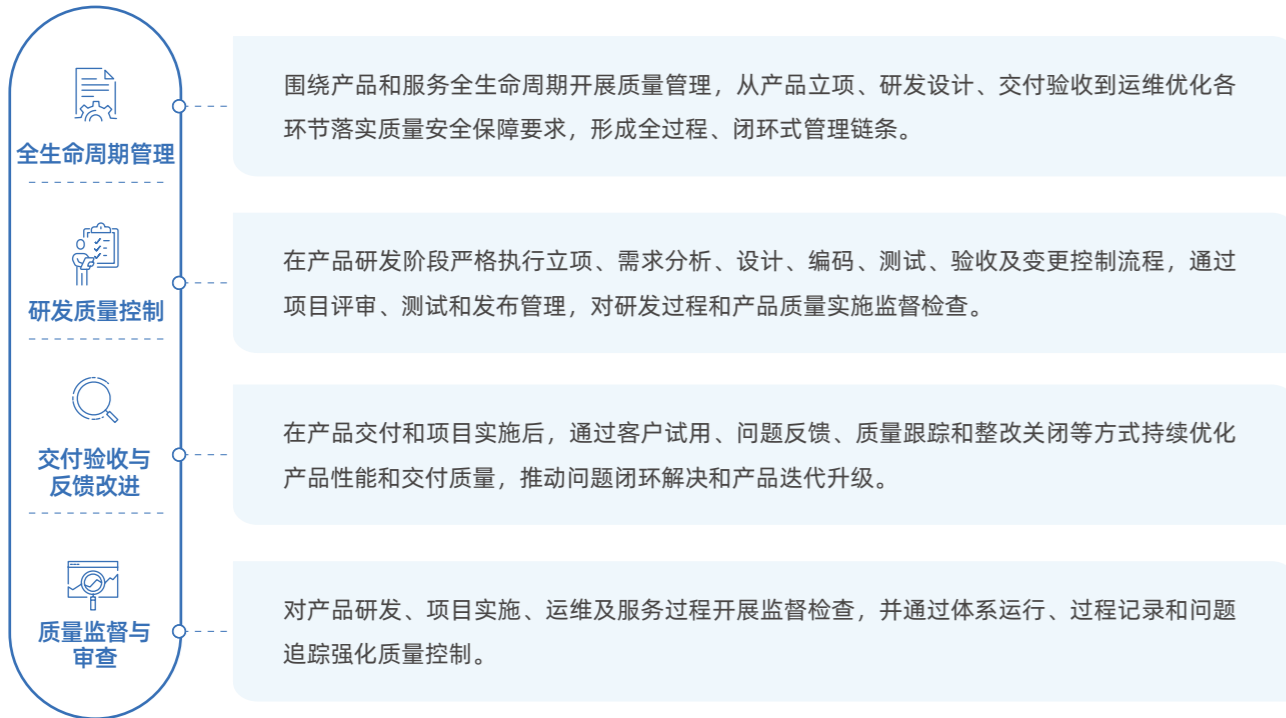 全生命周期管理
围绕产品和服务全生命周期开展质量管理，从产品立项、研发设计、交付验收到运维优化各
环节落实质量安全保障要求，形成全过程、闭环式管理链条。
研发质量控制
在产品研发阶段严格执行立项、需求分析、设计、编码、测试、验收及变更控制流程，通过
项目评审、测试和发布管理，对研发过程和产品质量实施监督检查。
交付验收与
反馈改进
在产品交付和项目实施后，通过客户试用、问题反馈、质量跟踪和整改关闭等方式持续优化
产品性能和交付质量，推动问题闭环解决和产品迭代升级。
质量监督与
审查
对产品研发、项目实施、运维及服务过程开展监督检查，并通过体系运行、过程记录和问题
追踪强化质量控制。